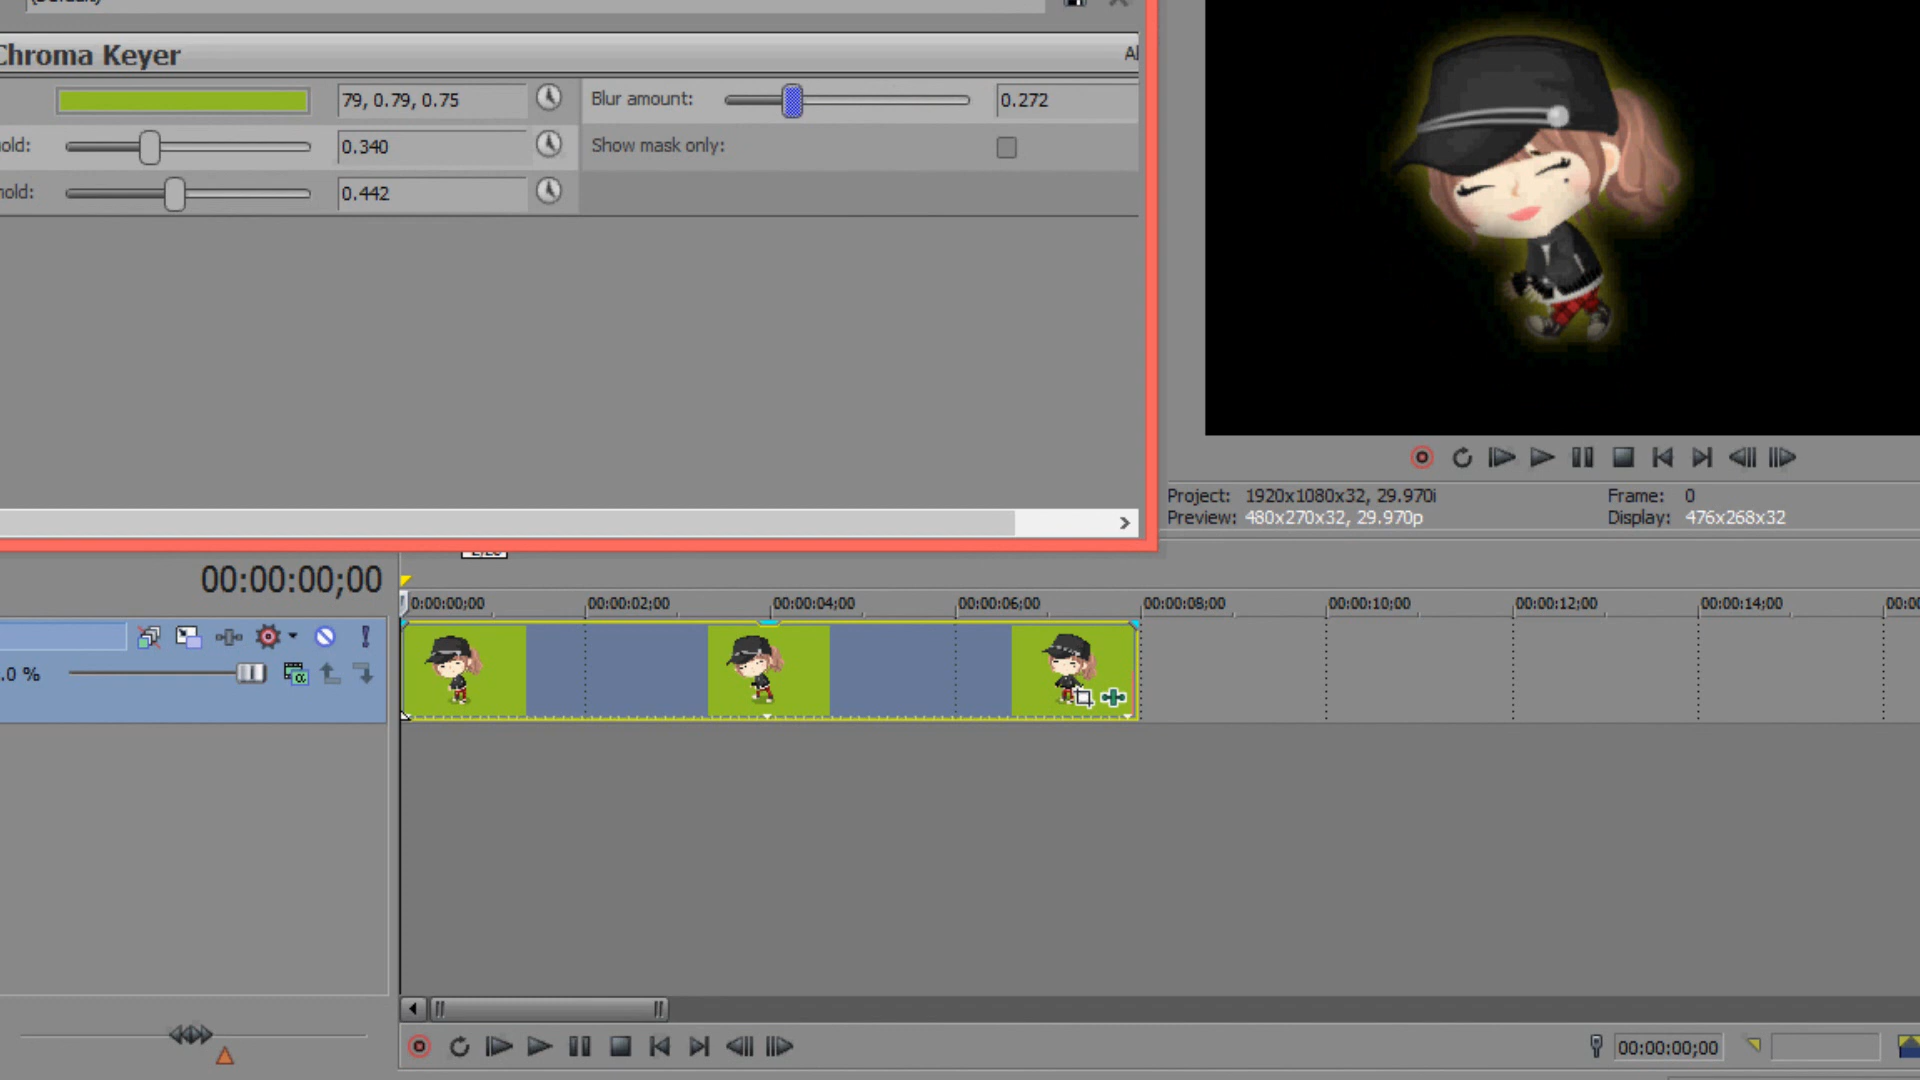 Chroma Keyer
79, 0.79, 0.75
Blur amount:
0.272
old:
0.340
Show mask only:
hold:
0.442
Project: 1920x1080x32, 29.970i
Frame: 0
Preview: 480x270x32, 29.970p
Display: 476x268x32
00:00:00;00
0:00:00;00
00:00:02;00
00:00:04;00
00:00:06;00
00:00:08;00
00:00:10;00
00:00:12;00
00:00:14;00
00:00
.0 %
00:00:00;00